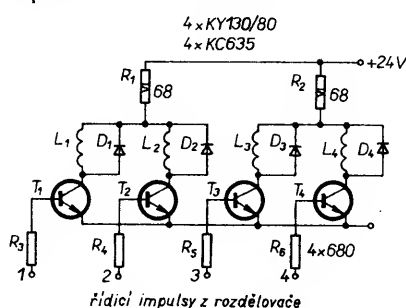 4×KY130/80
4×KC635
+24V
R1
68
R2
68
L1
D1
L2
D2
L3
D3
L4
D4
T1
T2
T3
T4
R3
R4
R5
R6
4×680
1
2
3
4
řídicí impulsy z rozdělovače